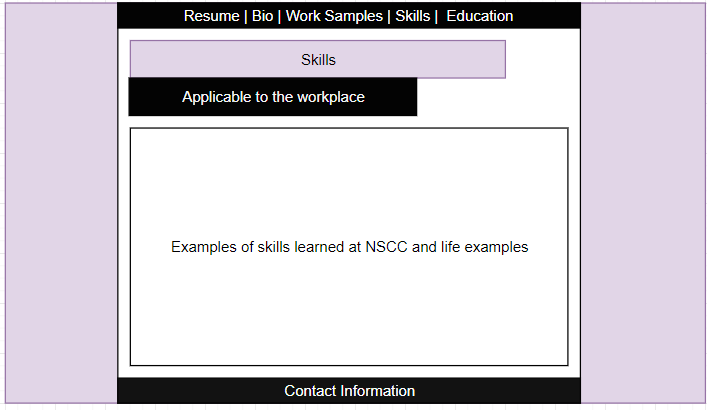 Resume | Bio | Work Samples | Skills |  Education
Skills
Applicable to the workplace
Examples of skills learned at NSCC and life examples
Contact Information